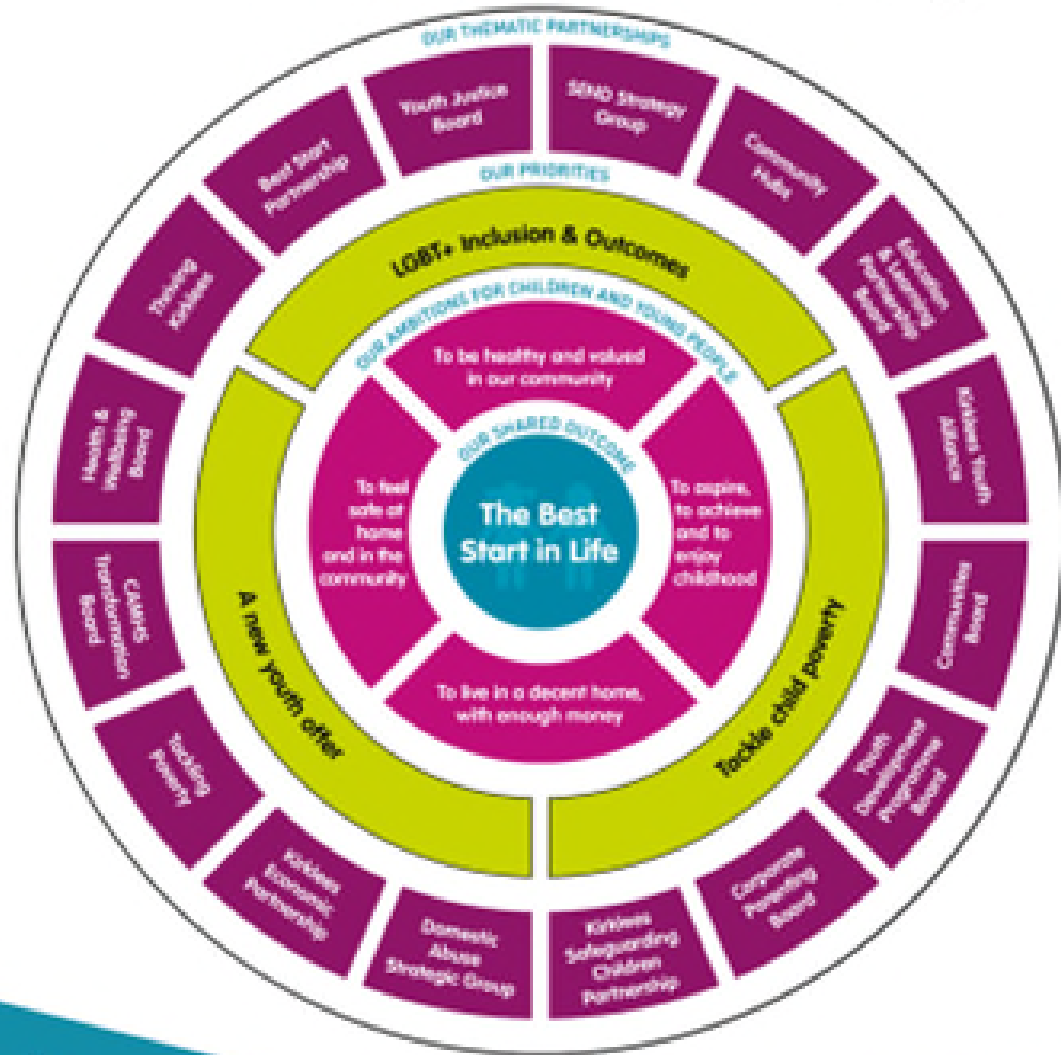 OUR THEMATIC PARTNERSHIPS
Youth Justice
Board
SEND Strategy
Group
Community
Hubs
Education
& Learning
Partnership
Board
Kirklees Youth
Alliance
Communities
Board
Youth
Development
Programme
Board
Corporate
Parenting
Board
Kirklees
Safeguarding
Children
Partnership
Domestic
Abuse
Strategic Group
Kirklees
Economic
Partnership
Tackling
Poverty
CAMHS
Transformation
Board
Health &
Wellbeing
Board
Thriving
Kirklees
Best Start
Partnership
OUR PRIORITIES
LGBT+ Inclusion & Outcomes
Tackle child poverty
A new youth offer
OUR AMBITIONS FOR CHILDREN AND YOUNG PEOPLE
To be healthy and valued
in our community
To aspire,
to achieve
and to
enjoy
childhood
To live in a decent home,
with enough money
To feel
safe at
home
and in the
community
OUR SHARED OUTCOME
The Best
Start in Life